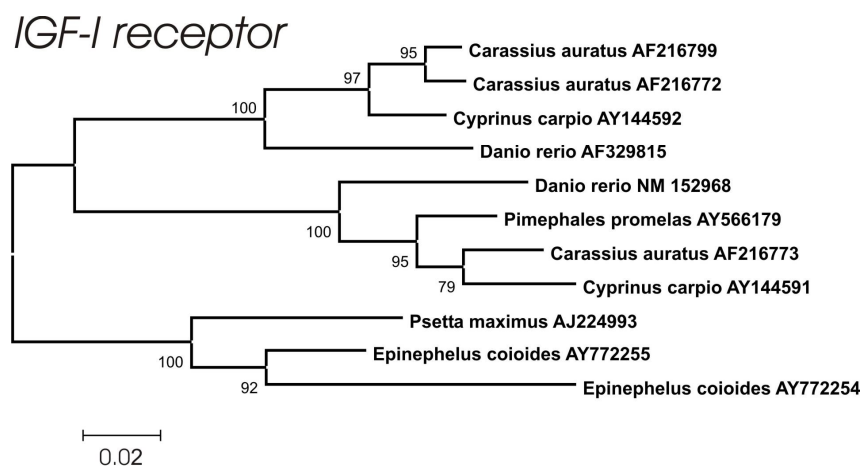 IGF-I receptor
95
Carassius auratus AF216799
97
Carassius auratus AF216772
100
Cyprinus carpio AY144592
Danio rerio AF329815
Danio rerio NM 152968
Pimephales promelas AY566179
100
Carassius auratus AF216773
95
79
Cyprinus carpio AY144591
Psetta maximus AJ224993
Epinephelus coioides AY772255
100
92
Epinephelus coioides AY772254
0.02